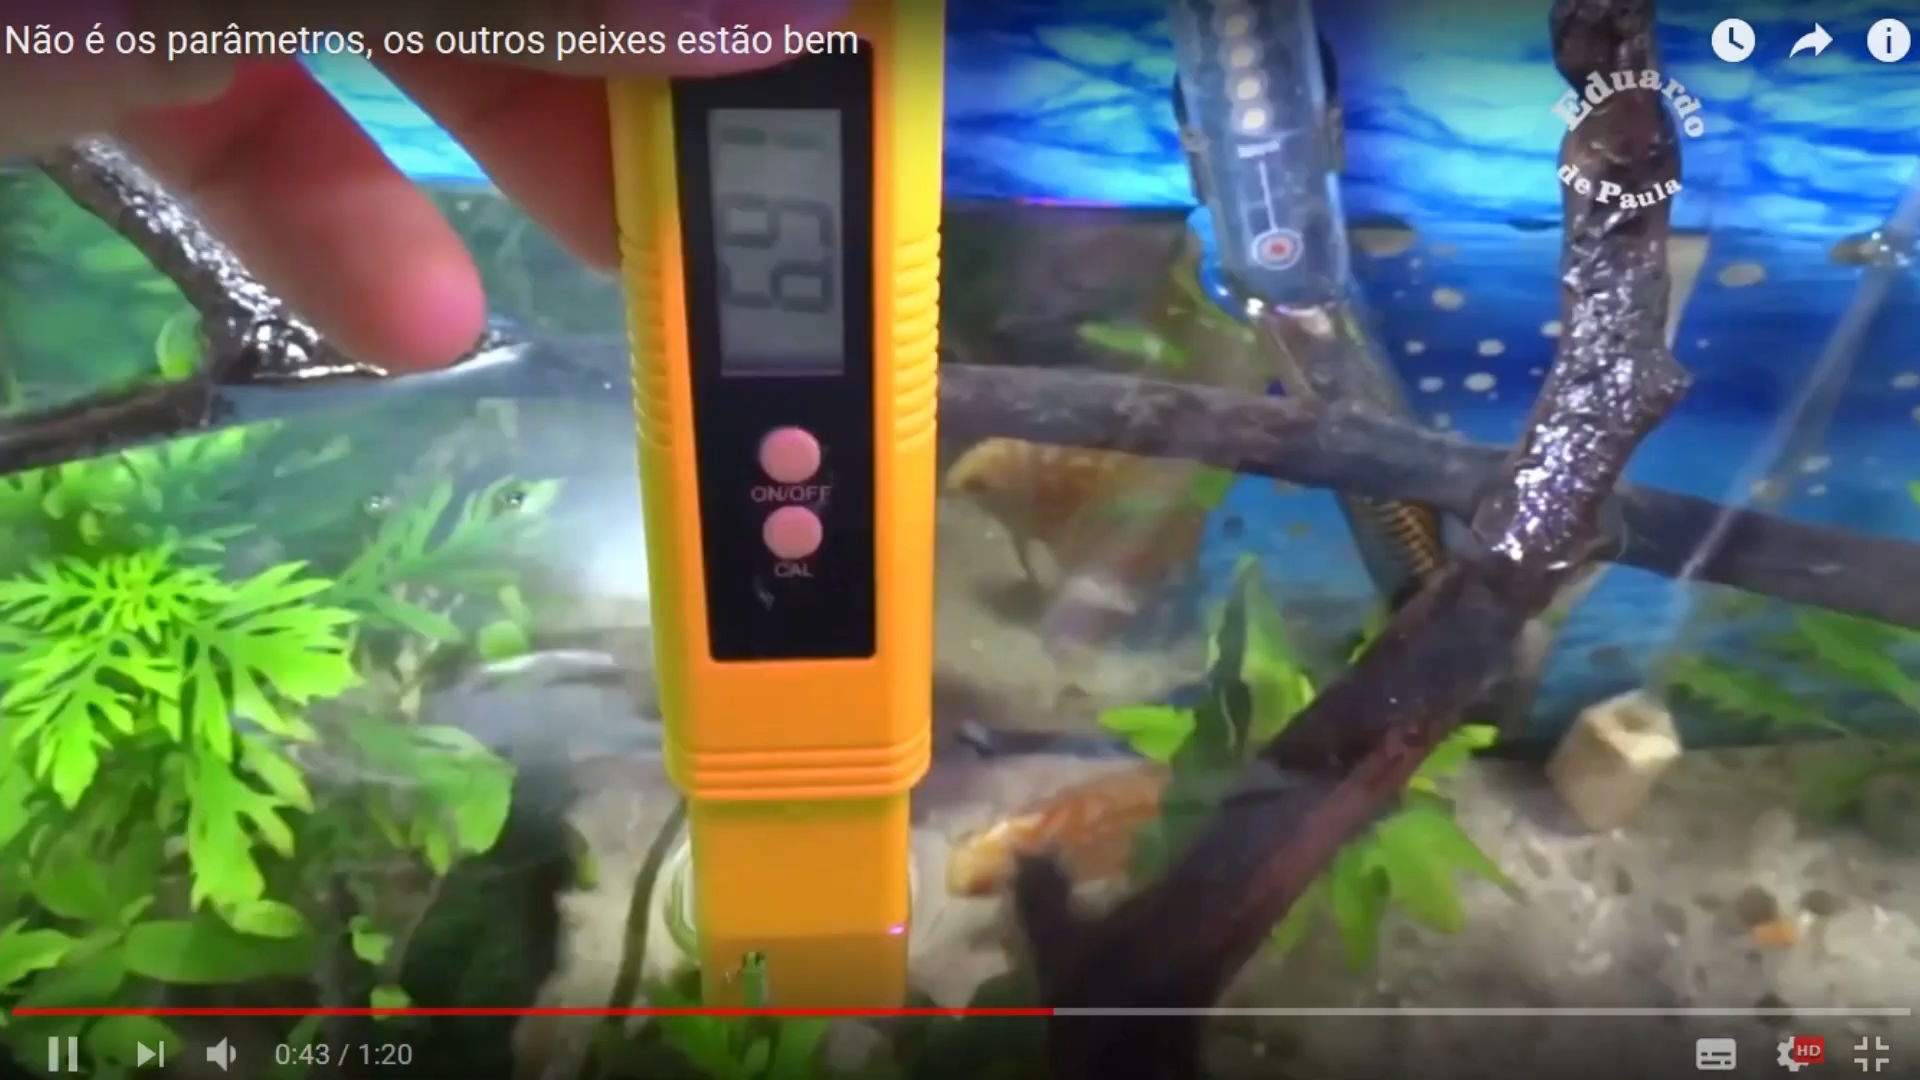 Não é os parâmetros, os outros peixes estão bem
Eduardo
de Paula
ON/OFF
CAL
0:43 / 1:20
HD